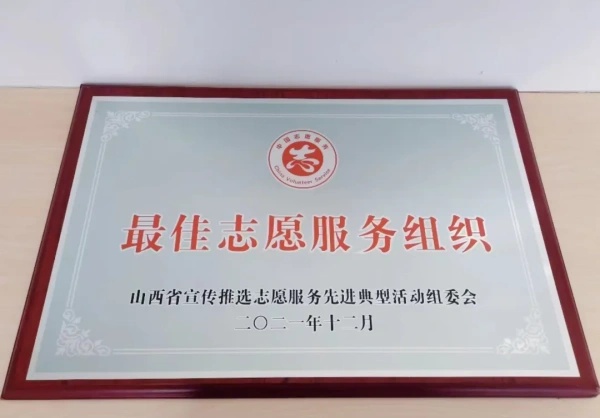 中国志愿服务
志
China Volunteer Service
最佳志愿服务组织
山西省宣传推选志愿服务先进典型活动组委会
二〇二一年十二月